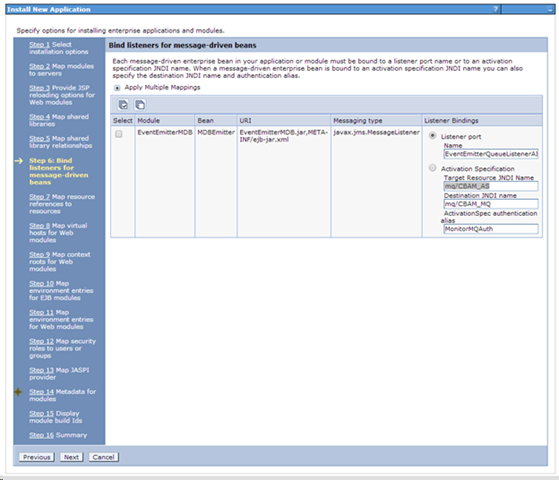 Install New Application
?
Specify options for installing enterprise applications and modules.
Step 1 Select
installation options
Step 2 Map modules
to servers
Step 3 Provide JSP
reloading options for
Web modules
Step 4 Map shared
libraries
Step 5 Map shared
library relationships
Step 6: Bind
listeners for
message-driven
beans
Step 7 Map resource
references to
resources
Step 8 Map virtual
hosts for Web
modules
Step 9 Map context
roots for Web
modules
Step 10 Map
environment entries
for EJB modules
Step 11 Map
environment entries
for Web modules
Step 12 Map security
roles to users or
groups
Step 13 Map JASPI
provider
Step 14 Metadata for
modules
Step 15 Display
module build Ids
Step 16 Summary
Bind listeners for message-driven beans
Each message-driven enterprise bean in your application or module must be bound to a listener port name or to an activation
specification JNDI name. When a message-driven enterprise bean is bound to an activation specification JNDI name you can also
specify the destination JNDI name and authentication alias.
Apply Multiple Mappings
Select Module Bean URI Messaging type Listener Bindings
EventEmitterMDB MDBEmitter EventEmitterMDB.jar,META-
INF/ejb-jar.xml
javax.jms.MessageListener
Listener port
Name
EventEmitterQueueListenerAI
Activation Specification
Target Resource JNDI Name
mq/CBAM_AS
Destination JNDI name
mq/CBAM_MQ
ActivationSpec authentication
alias
MonitorMQAuth
Previous Next Cancel